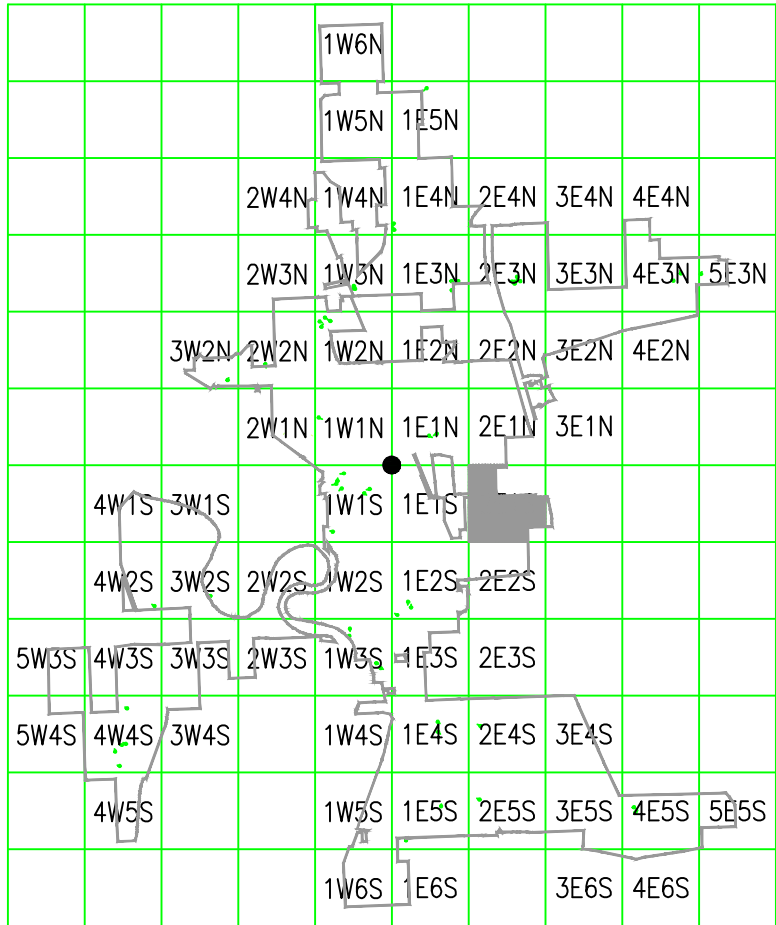 1W6N
1W5N 1E5N
2W4N 1W4N 1E4N 2E4N 3E4N 4E4N
2W3N 1W3N 1E3N 2E3N 3E3N 4E3N 5E3N
3W2N 2W2N 1W2N 1E2N 2E2N 3E2N 4E2N
2W1N 1W1N 1E1N 2E1N 3E1N
4W1S 3W1S 1W1S 1E1S
4W2S 3W2S 2W2S 1W2S 1E2S 2E2S
5W3S 4W3S 3W3S 2W3S 1W3S 1E3S 2E3S
5W4S 4W4S 3W4S 1W4S 1E4S 2E4S 3E4S
4W5S 1W5S 1E5S 2E5S 3E5S 4E5S 5E5S
1W6S 1E6S 3E6S 4E6S